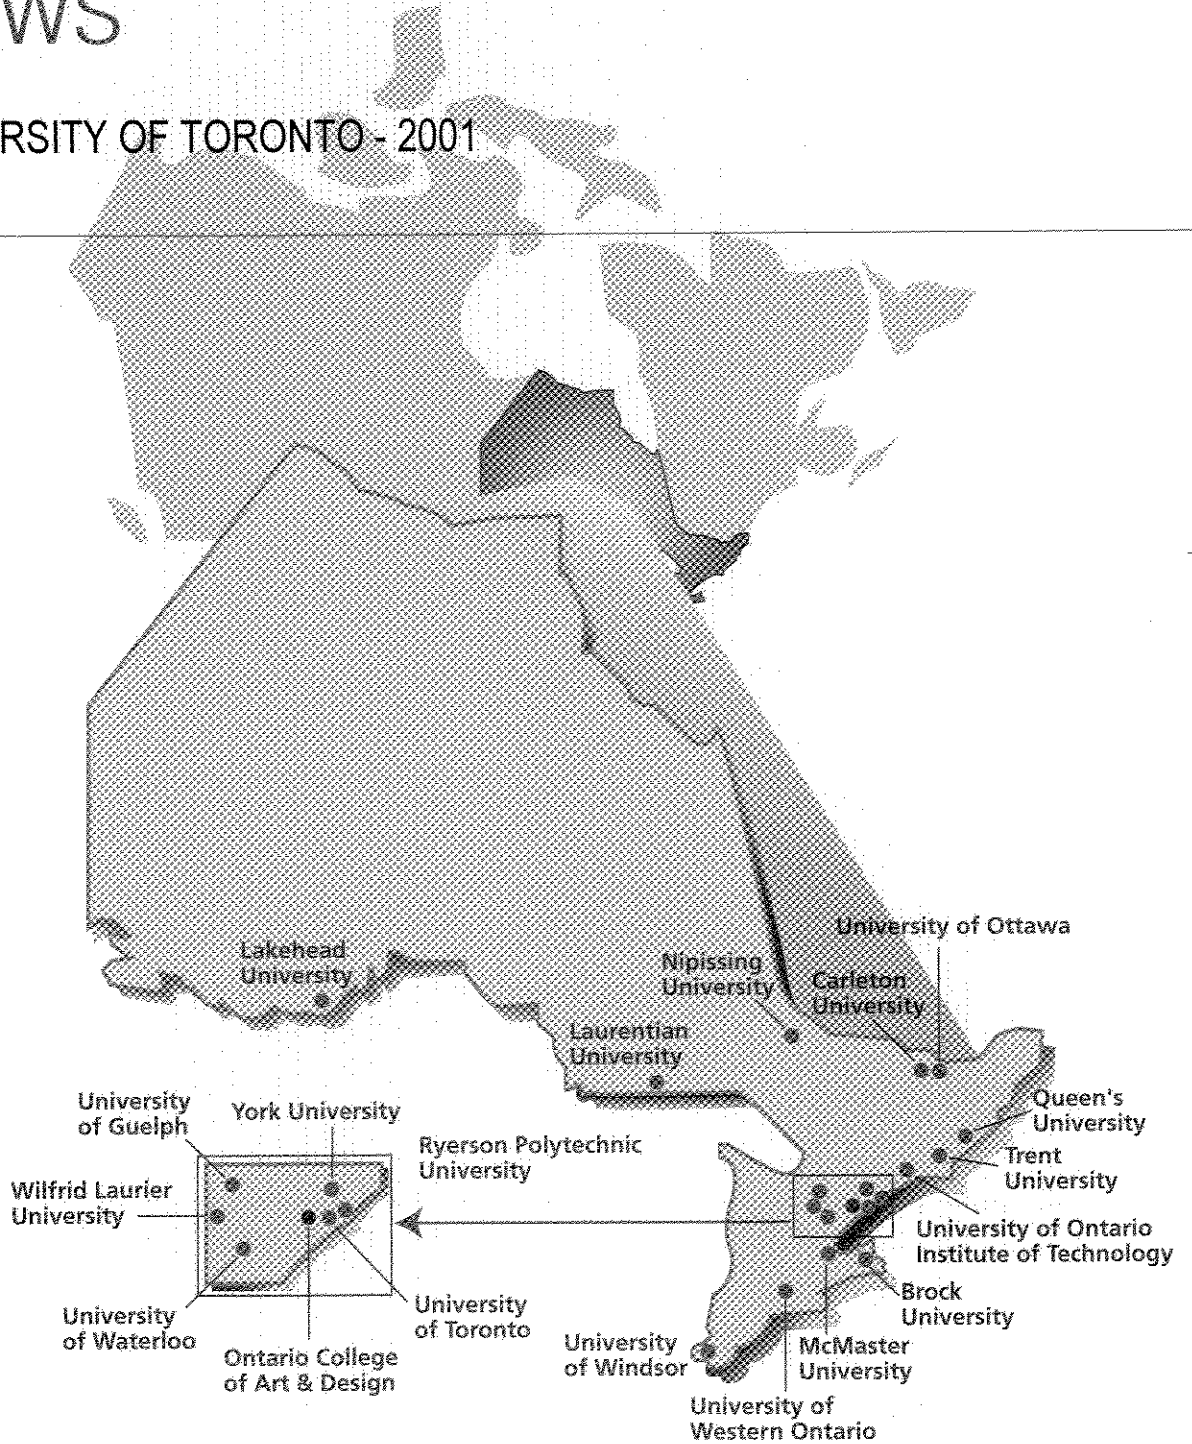 WS
RSITY OF TORONTO - 2001
University of Ottawa
Lakehead
University
Nipissing
University
Carleton
University
Laurentian
University
University
of Guelph
York University
Queen's
University
Ryerson Polytechnic
University
Trent
University
Wilfrid Laurier
University
University of Ontario
Institute of Technology
Brock
University
University
of Waterloo
University
of Toronto
Ontario College
of Art & Design
University
of Windsor
McMaster
University
University of
Western Ontario